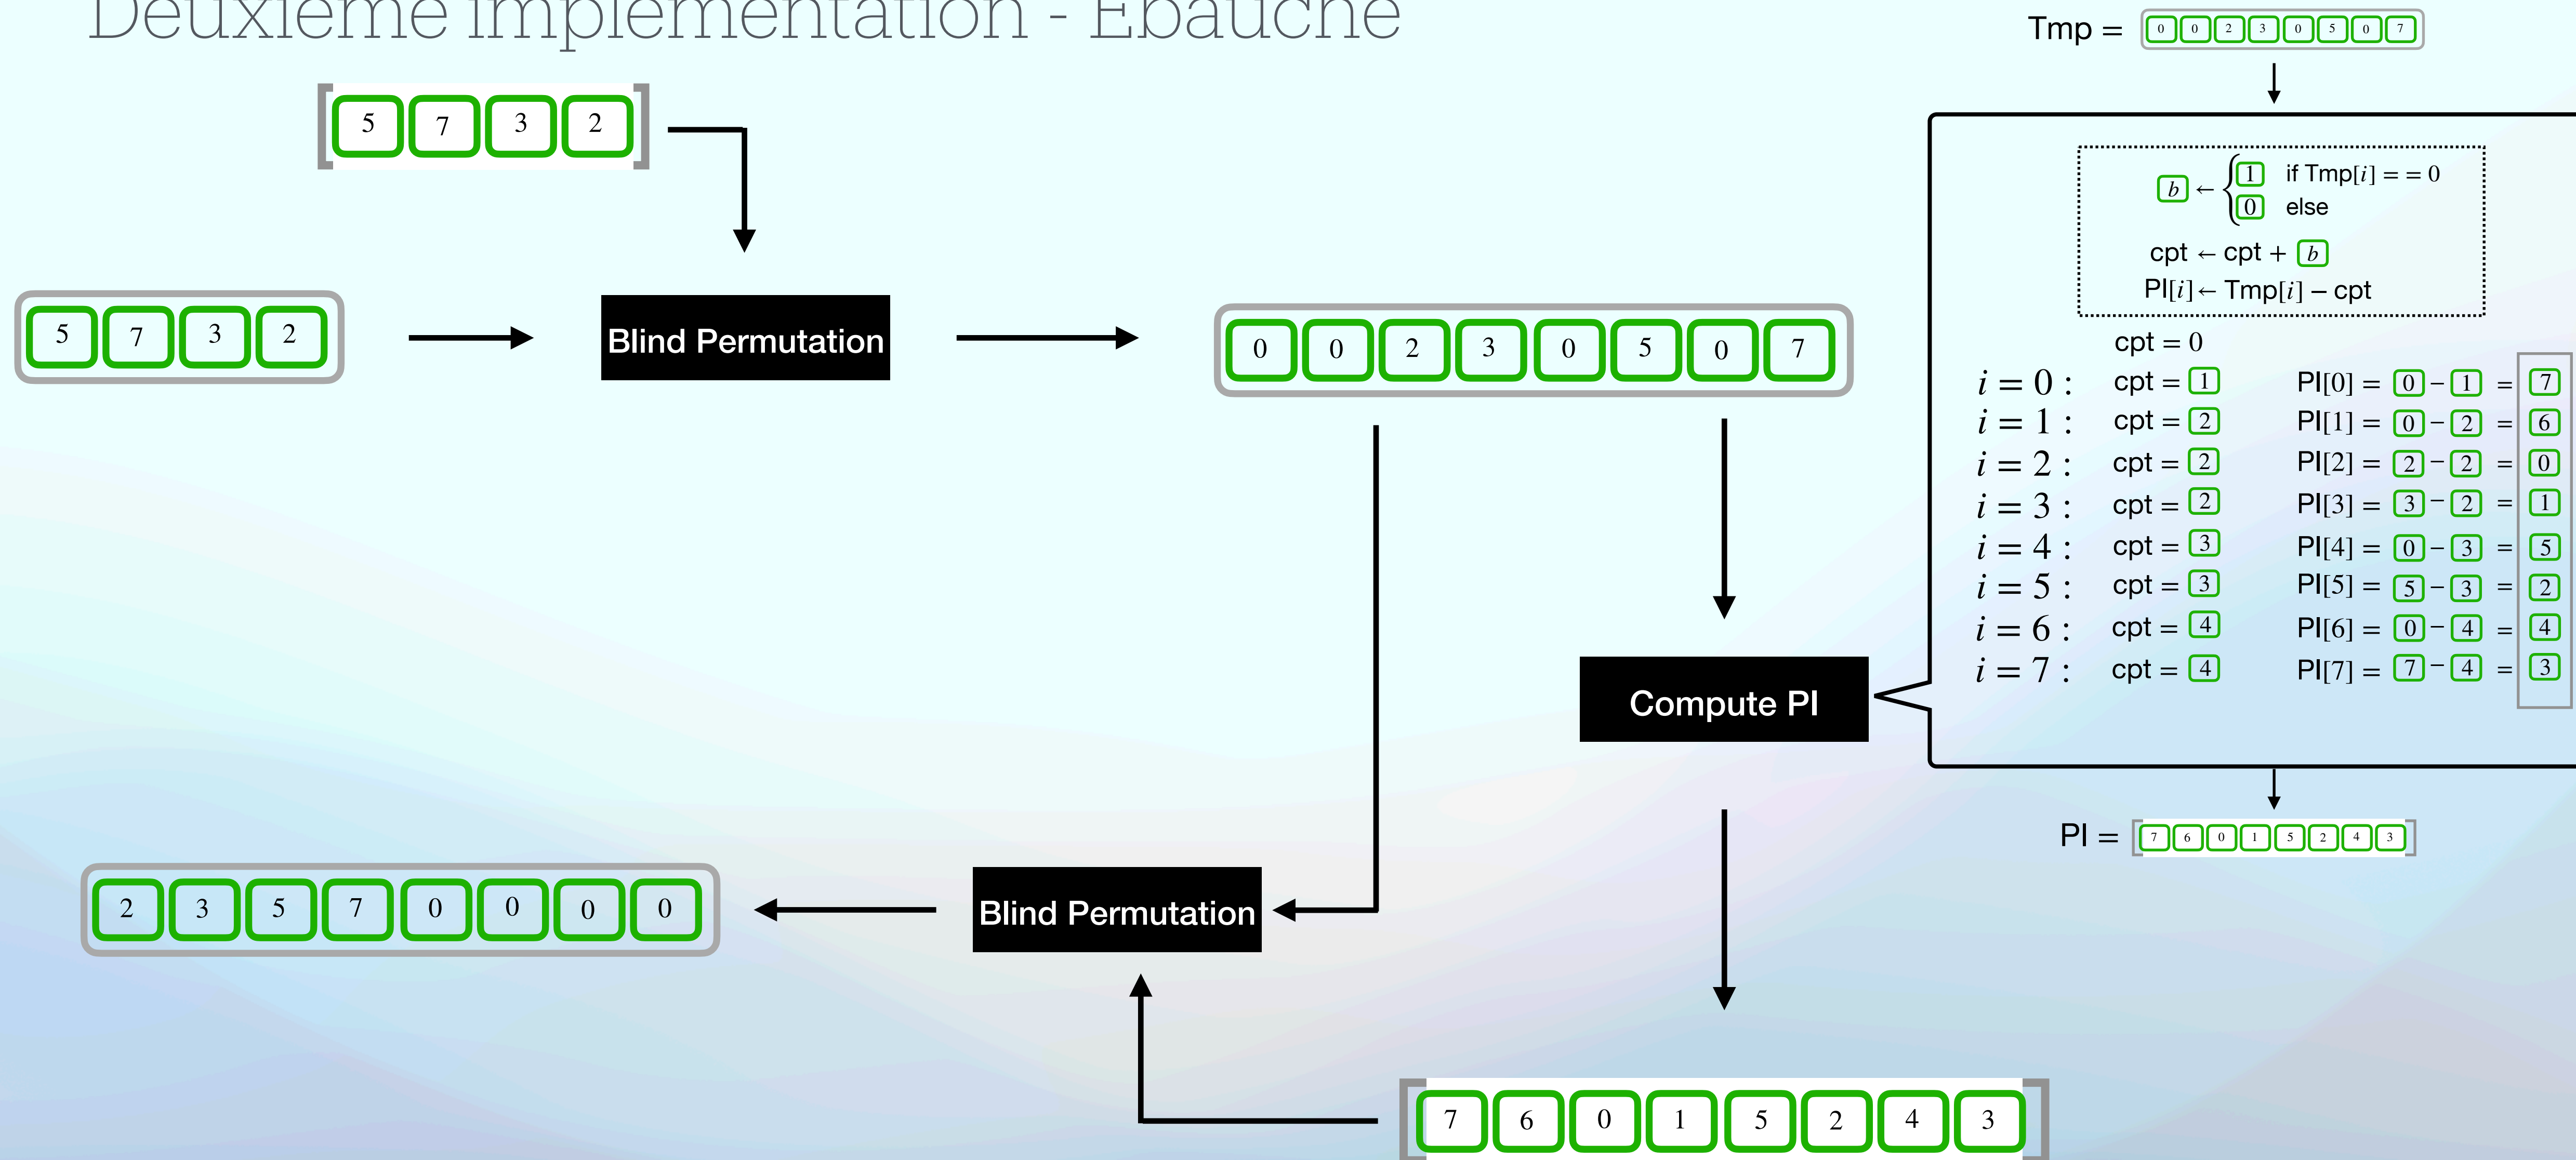 Deuxième implémentation - Ébauche
5 7 3 2
5 7 3 2
Blind Permutation
0 0 2 3 0 5 0 7
Compute PI
Blind Permutation
2 3 5 7 0 0 0 0
7 6 0 1 5 2 4 3
Tmp = 0 0 2 3 0 5 0 7
b ← { 1 if Tmp[i] = = 0
0 else
cpt ← cpt + b
PI[i] ← Tmp[i] − cpt
cpt = 0
i = 0 : cpt = 1 PI[0] = 0 − 1 = 7
i = 1 : cpt = 2 PI[1] = 0 − 2 = 6
i = 2 : cpt = 2 PI[2] = 2 − 2 = 0
i = 3 : cpt = 2 PI[3] = 3 − 2 = 1
i = 4 : cpt = 3 PI[4] = 0 − 3 = 5
i = 5 : cpt = 3 PI[5] = 5 − 3 = 2
i = 6 : cpt = 4 PI[6] = 0 − 4 = 4
i = 7 : cpt = 4 PI[7] = 7 − 4 = 3
PI = [ 7 6 0 1 5 2 4 3 ]